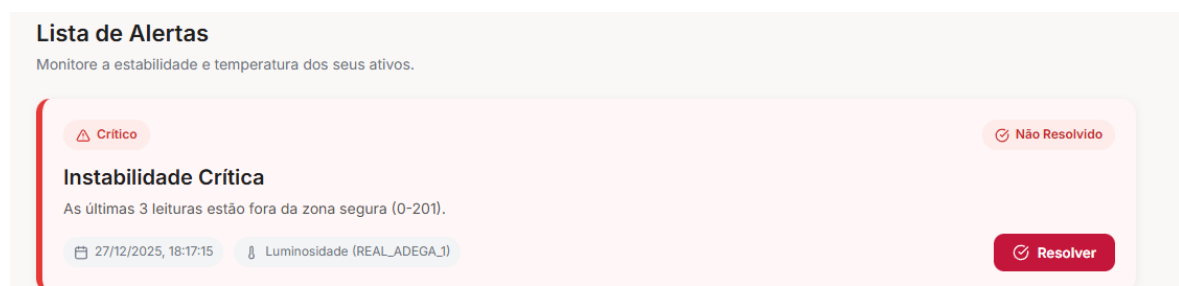 Lista de Alertas
Monitore a estabilidade e temperatura dos seus ativos.
Crítico
Não Resolvido
Instabilidade Crítica
As últimas 3 leituras estão fora da zona segura (0-201).
27/12/2025, 18:17:15
Luminosidade (REAL_ADEGA_1)
Resolver